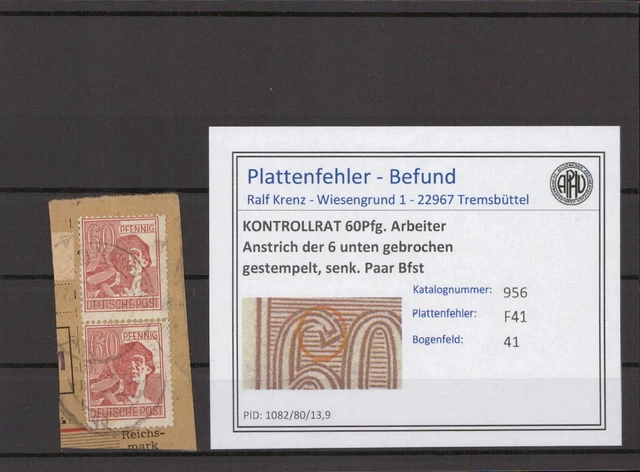 60 PFENNIG
DEUTSCHE POST
60 PFENNIG
DEUTSCHE POST
Reichs-
mark
Plattenfehler - Befund
Ralf Krenz - Wiesengrund 1 - 22967 Tremsbüttel
KONTROLLRAT 60Pfg. Arbeiter
Anstrich der 6 unten gebrochen
gestempelt, senk. Paar Bfst
Katalognummer: 956
Plattenfehler: F41
Bogenfeld: 41
PID: 1082/80/13,9